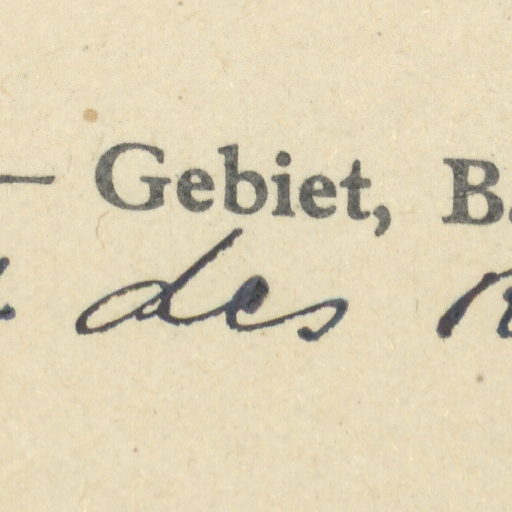 — Gebiet,
des